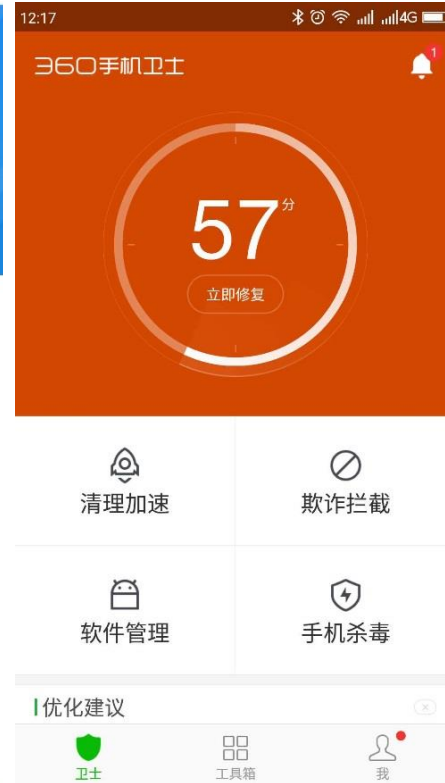 12:17
4G
360手机卫士
1
57分
立即修复
清理加速
欺诈拦截
软件管理
手机杀毒
优化建议
卫士
工具箱
我